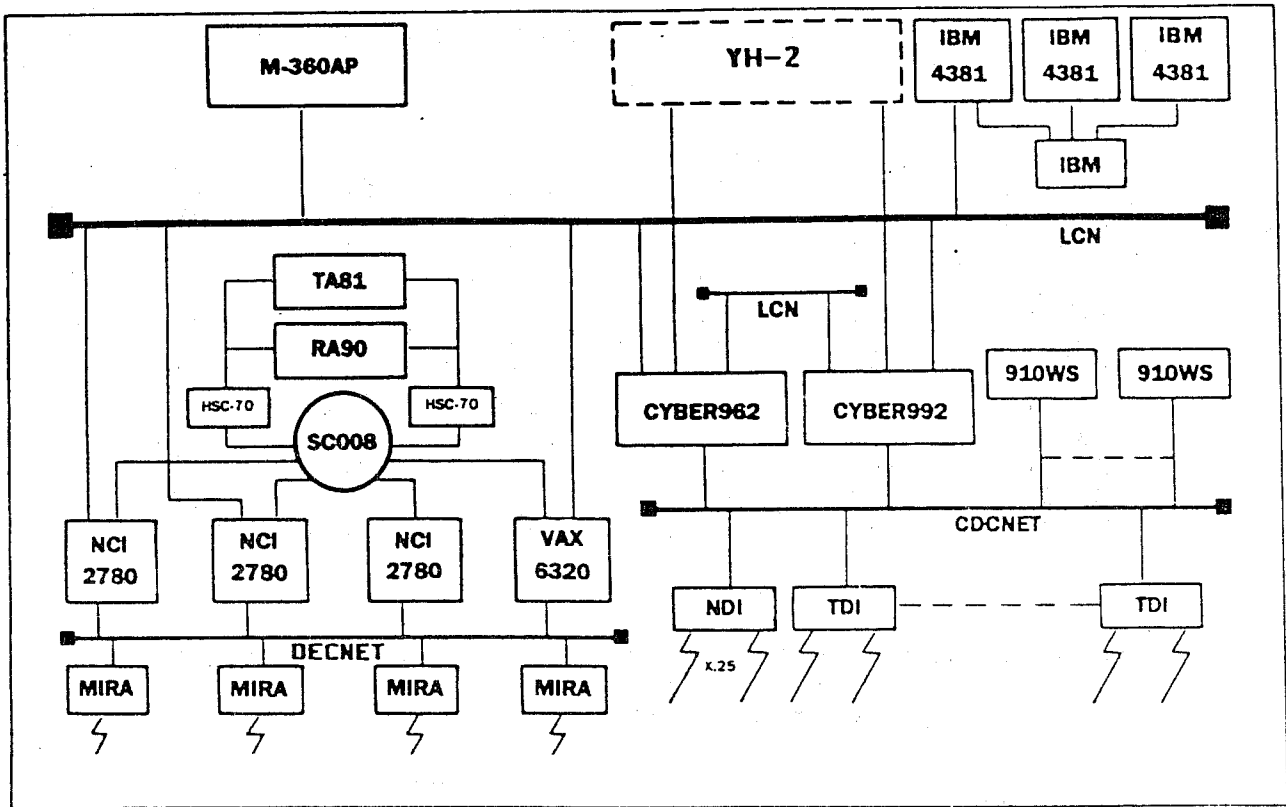 M-360AP
YH-2
IBM
4381
IBM
4381
IBM
4381
IBM
LCN
TA81
LCN
RA90
910WS
910WS
HSC-70
HSC-70
CYBER962
CYBER992
SC008
CDCNET
NCI
2780
NCI
2780
NCI
2780
VAX
6320
NDI
TDI
TDI
DECNET
X.25
MIRA
MIRA
MIRA
MIRA